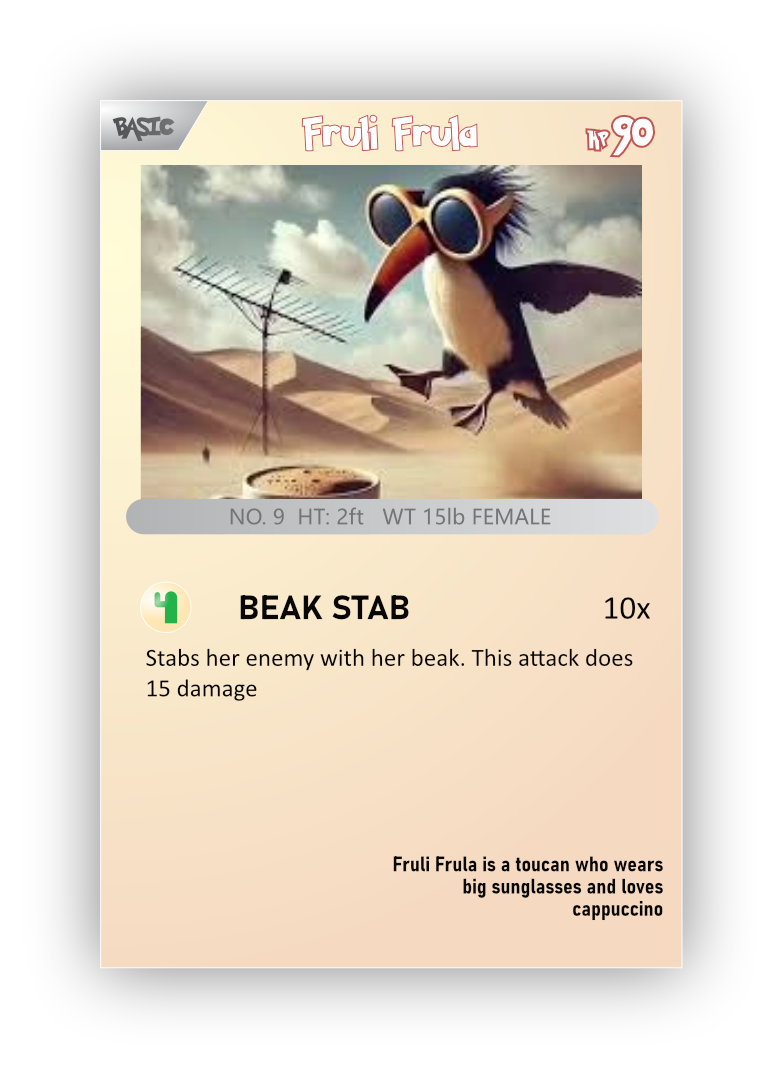 BASIC
Fruli Frula
HP 90
NO. 9 HT: 2ft WT 15lb FEMALE
BEAK STAB
10x
Stabs her enemy with her beak. This attack does
15 damage
Fruli Frula is a toucan who wears
big sunglasses and loves
cappuccino